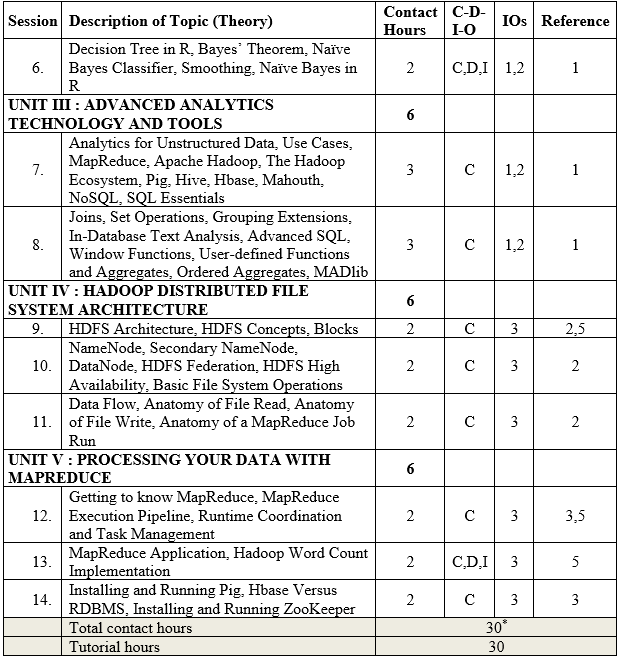 Session Description of Topic (Theory) Contact Hours C-D-I-O IOs Reference
6. Decision Tree in R, Bayes’ Theorem, Naïve
Bayes Classifier, Smoothing, Naïve Bayes in
R 2 C,D,I 1,2 1
UNIT III : ADVANCED ANALYTICS
TECHNOLOGY AND TOOLS 6
7. Analytics for Unstructured Data, Use Cases,
MapReduce, Apache Hadoop, The Hadoop
Ecosystem, Pig, Hive, Hbase, Mahouth,
NoSQL, SQL Essentials 3 C 1,2 1
8. Joins, Set Operations, Grouping Extensions,
In-Database Text Analysis, Advanced SQL,
Window Functions, User-defined Functions
and Aggregates, Ordered Aggregates, MADlib 3 C 1,2 1
UNIT IV : HADOOP DISTRIBUTED FILE
SYSTEM ARCHITECTURE 6
9. HDFS Architecture, HDFS Concepts, Blocks 2 C 3 2,5
10. NameNode, Secondary NameNode,
DataNode, HDFS Federation, HDFS High
Availability, Basic File System Operations 2 C 3 2
11. Data Flow, Anatomy of File Read, Anatomy
of File Write, Anatomy of a MapReduce Job
Run 2 C 3 2
UNIT V : PROCESSING YOUR DATA WITH
MAPREDUCE 6
12. Getting to know MapReduce, MapReduce
Execution Pipeline, Runtime Coordination
and Task Management 2 C 3 3,5
13. MapReduce Application, Hadoop Word Count
Implementation 2 C,D,I 3 5
14. Installing and Running Pig, Hbase Versus
RDBMS, Installing and Running ZooKeeper 2 C 3 3
Total contact hours 30*
Tutorial hours 30